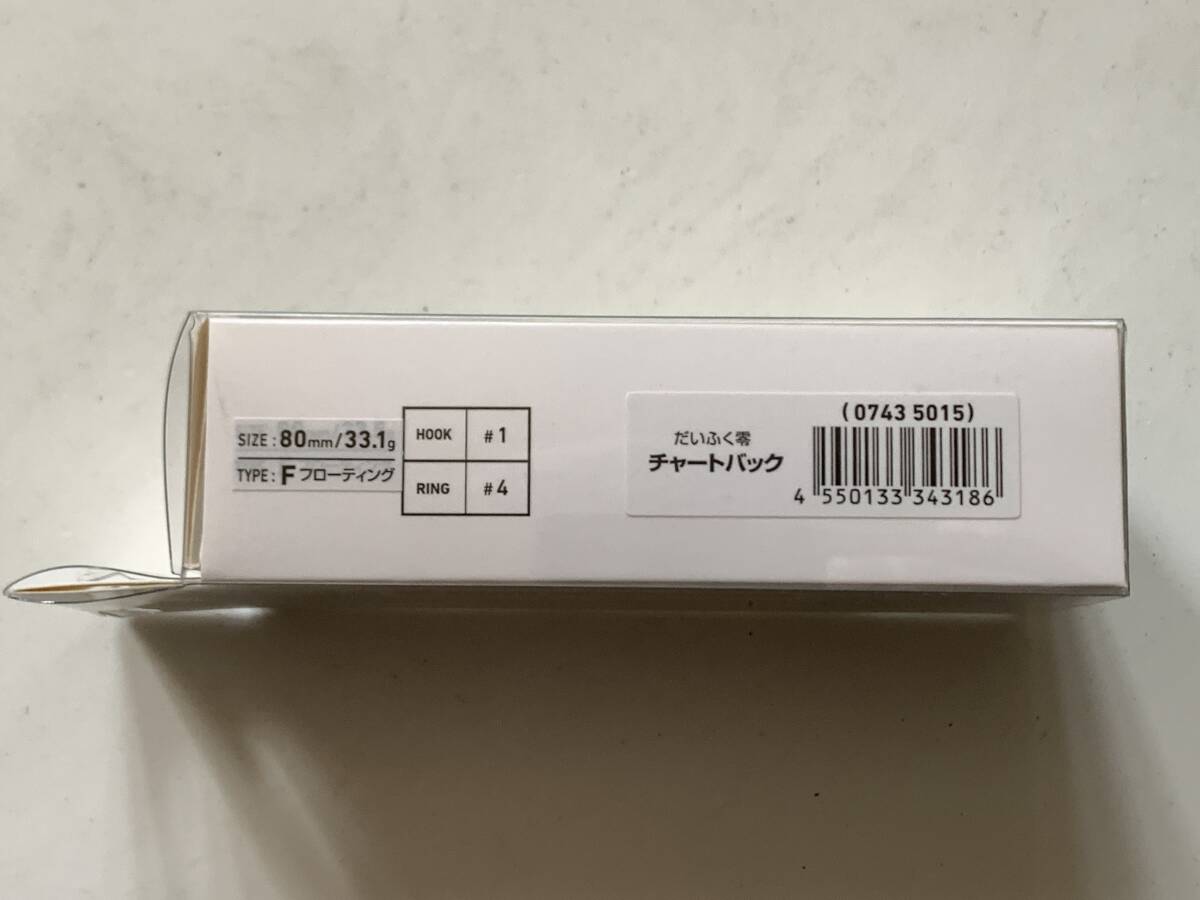 SIZE : 80mm/33.1g
TYPE : F フローティング
HOOK #1
RING #4
だいふく零
チャートバック
(0743 5015)
4 550133 343186